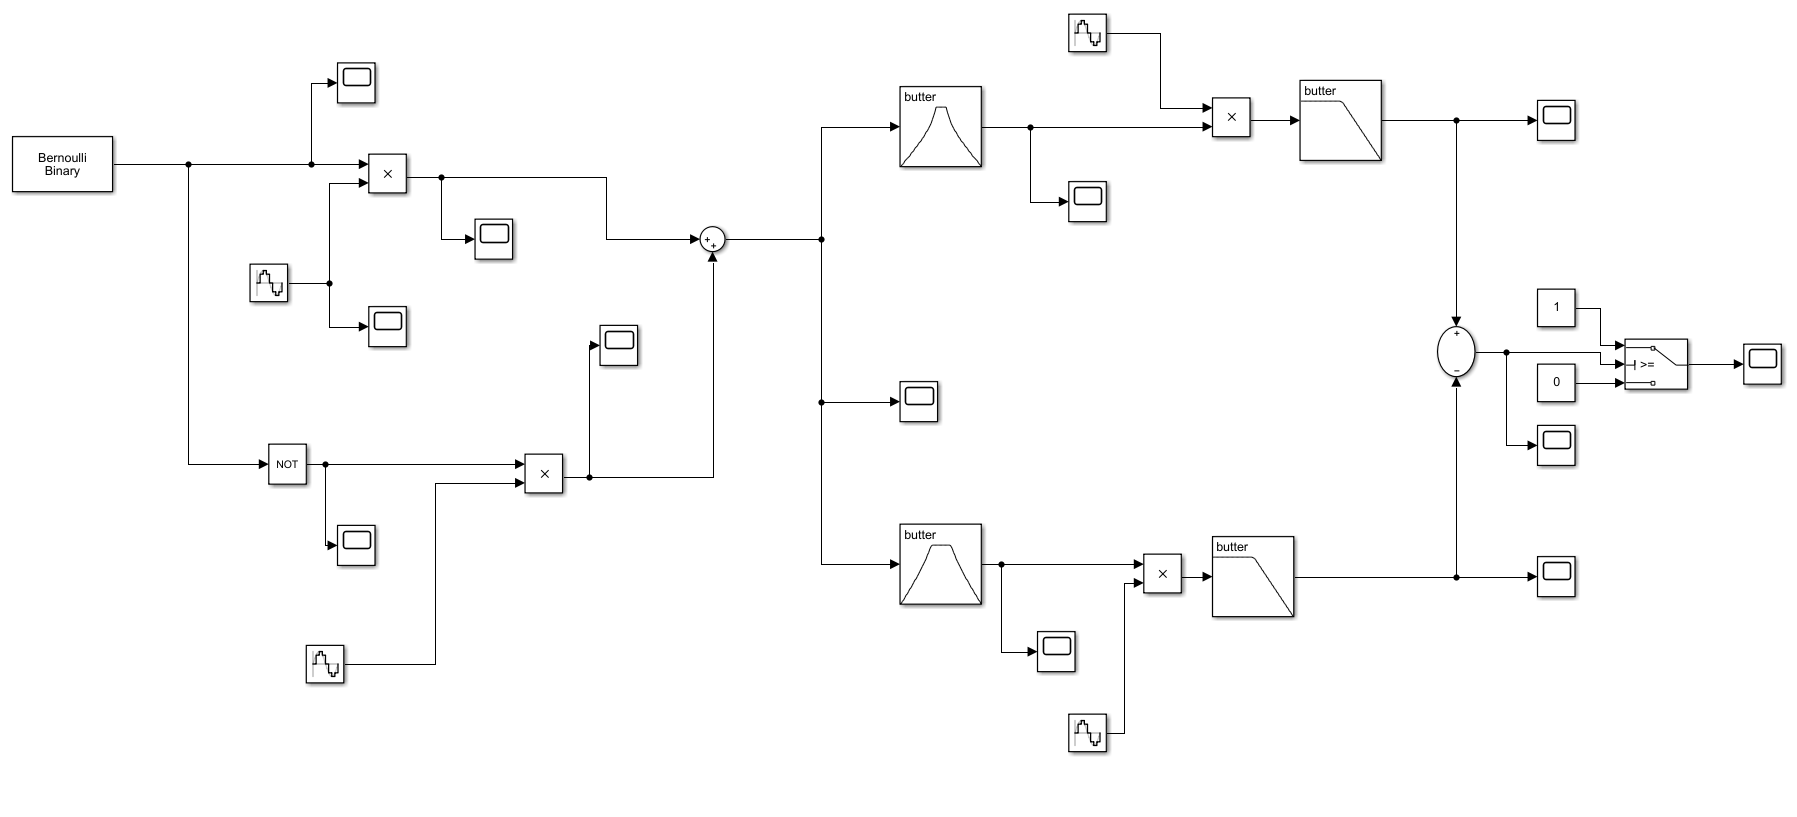 butter
butter
Bernoulli
Binary
×
×
+
+
+
1
>=
0
−
NOT
×
butter
butter
×